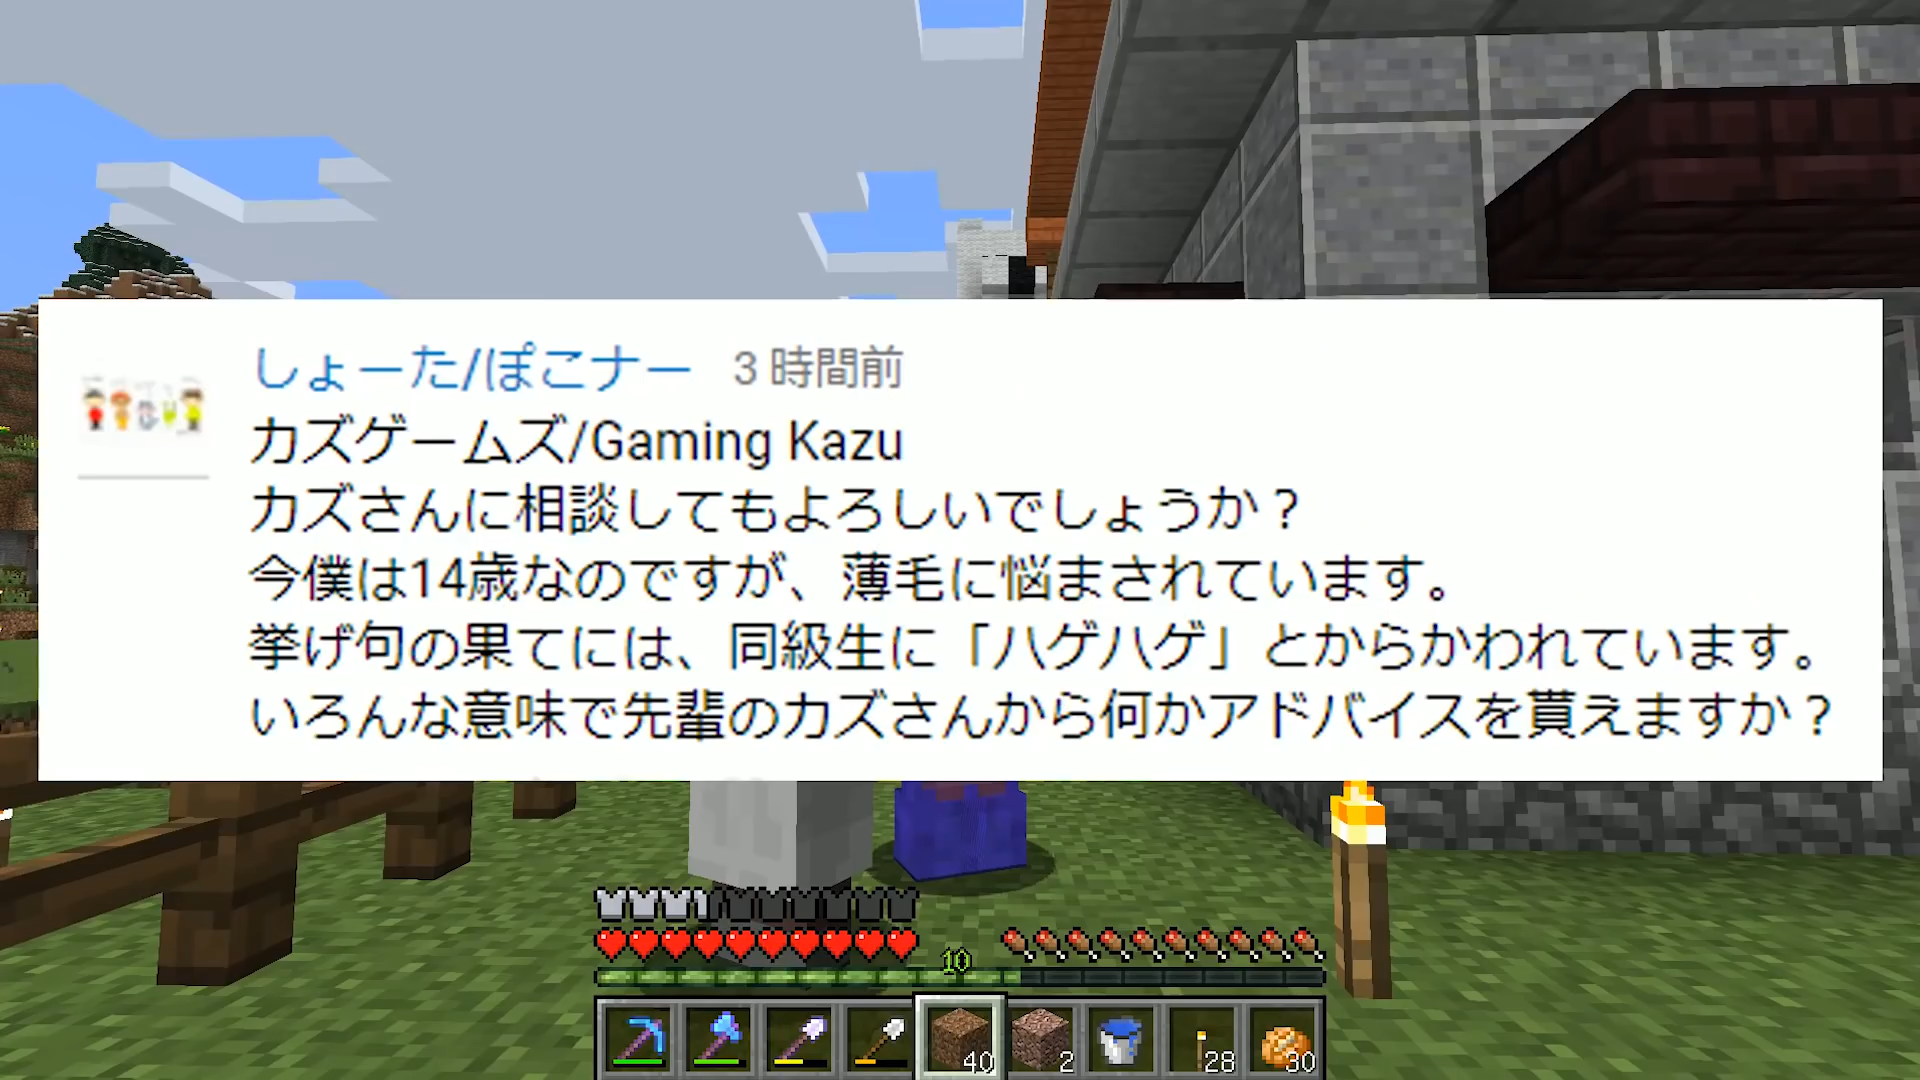 しょーた/ぽこナー 3 時間前
カズゲームズ/Gaming Kazu
カズさんに相談してもよろしいでしょうか？
今僕は14歳なのですが、薄毛に悩まされています。
挙げ句の果てには、同級生に「ハゲハゲ」とからかわれています。
いろんな意味で先輩のカズさんから何かアドバイスを貰えますか？
10
40 2 28 30